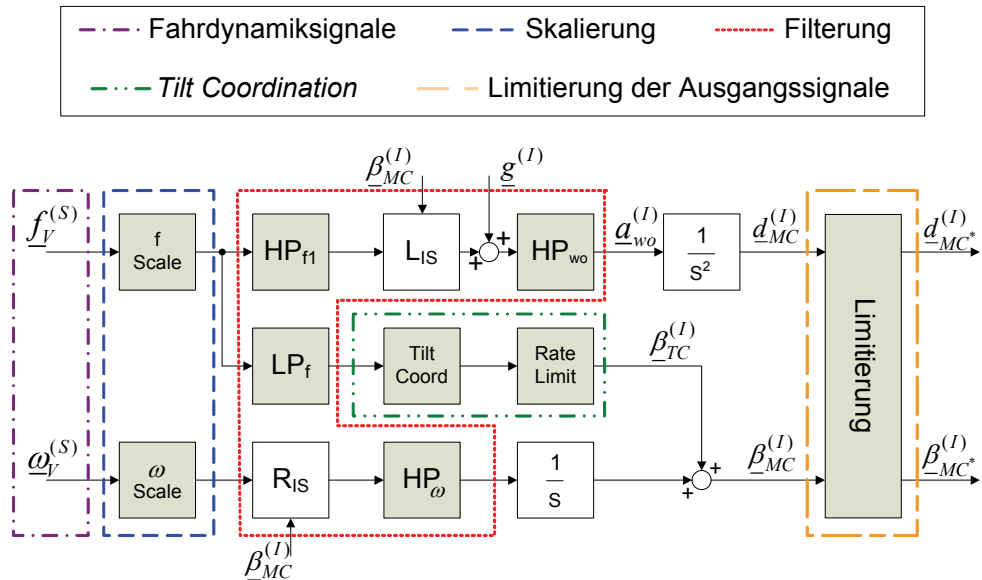 Fahrdynamiksignale Skalierung Filterung
Tilt Coordination Limitierung der Ausgangssignale
β_MC^(I) g^(I)
f_V^(S) a_wo^(I) d_MC^(I) d_MC*^(I)
f Scale HP_f1 L_IS + + HP_wo 1/S²
LP_f Tilt Coord Rate Limit β_TC^(I)
Limitierung
ω_V^(S) β_MC^(I) β_MC*^(I)
ω Scale R_IS HP_ω 1/S + +
β_MC^(I)